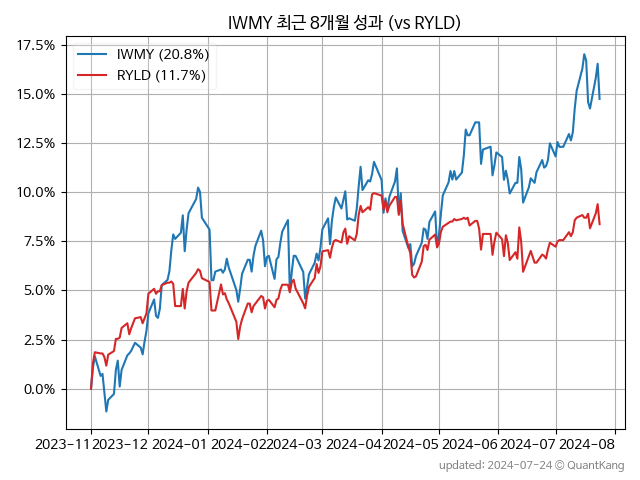 IWMY 최근 8개월 성과 (vs RYLD)
IWMY (20.8%)
RYLD (11.7%)
17.5%
15.0%
12.5%
10.0%
7.5%
5.0%
2.5%
0.0%
2023-11 2023-12 2024-01 2024-02 2024-03 2024-04 2024-05 2024-06 2024-07 2024-08
updated: 2024-07-24 © QuantKang